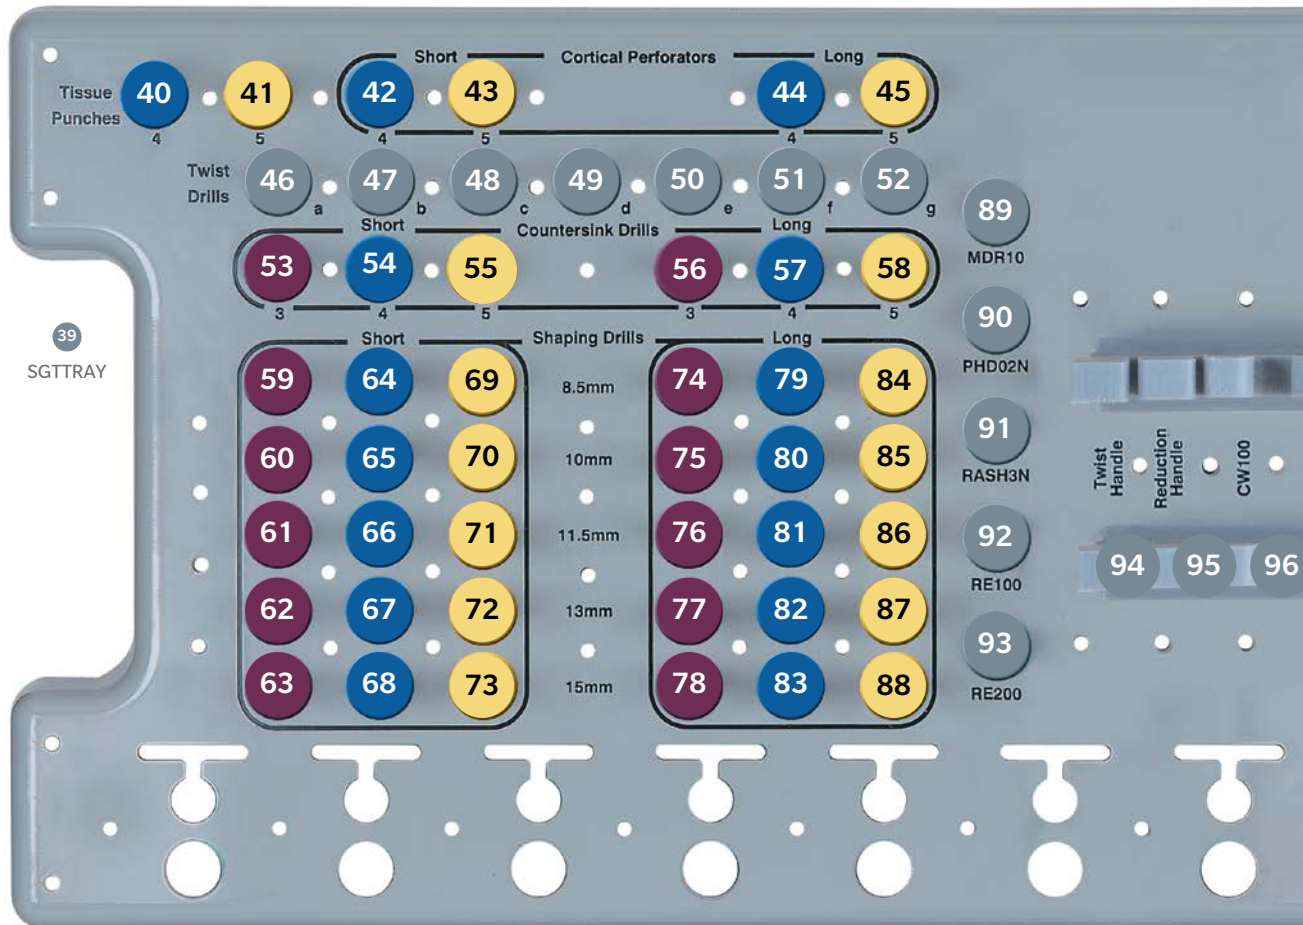 Short Cortical Perforators Long
Tissue Punches 40 41 42 43 44 45
4 5 4 5 4 5
Twist Drills 46 47 48 49 50 51 52
a b c d e f g
89
MDR10
Short Countersink Drills Long
53 54 55 56 57 58
3 4 5 3 4 5
90
PHD02N
39
SGTTRAY
Short Shaping Drills Long
59 64 69 8.5mm 74 79 84
60 65 70 10mm 75 80 85
61 66 71 11.5mm 76 81 86
62 67 72 13mm 77 82 87
63 68 73 15mm 78 83 88
91
RASH3N
92
RE100
93
RE200
Twist Handle
Reduction Handle
CW100
94 95 96